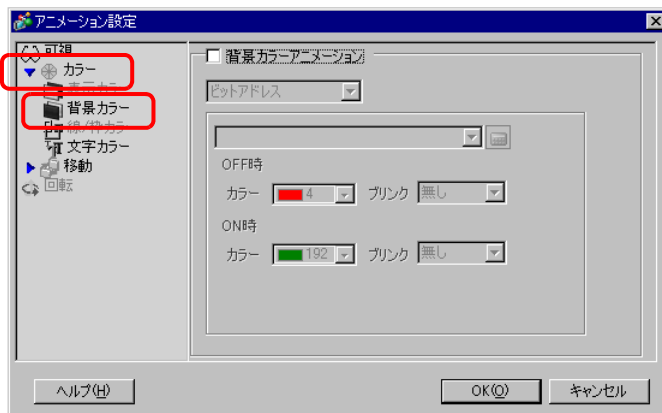 アニメーション設定
可視
カラー
表示カラー
背景カラー
線/枠カラー
文字カラー
移動
回転
背景カラーアニメーション
ビットアドレス
OFF時
カラー 4 ブリンク 無し
ON時
カラー 192 ブリンク 無し
ヘルプ(H)
OK(O)
キャンセル